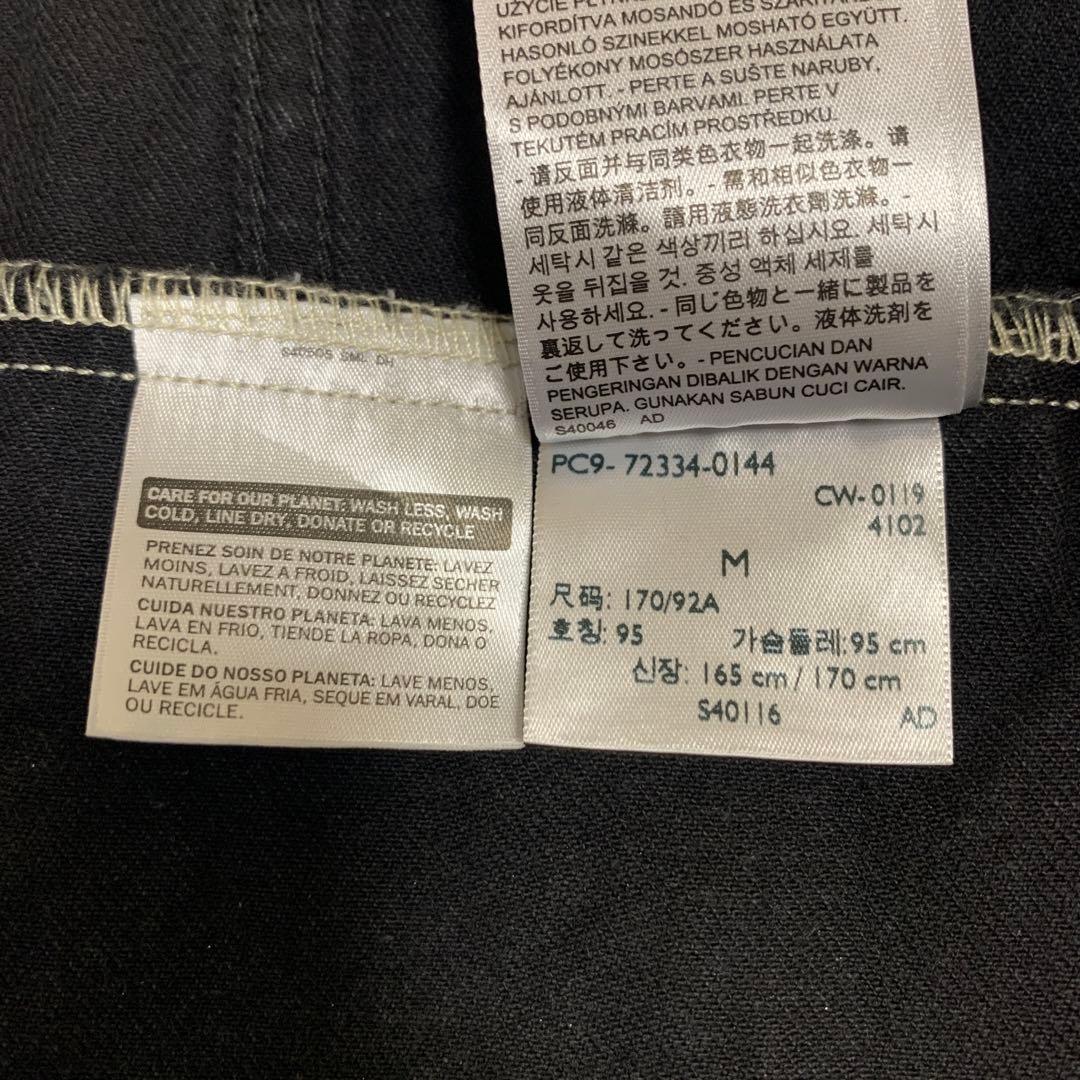 UŻYCIE
KIFORDÍTVA MOSANDÓ ÉS
HASONLÓ SZINEKKEL MOSHATÓ EGYÜTT.
FOLYÉKONY MOSÓSZER HASZNÁLATA
AJÁNLOTT. - PERTE A SUŠTE NARUBY,
S PODOBNÝMI BARVAMI. PERTE V
TEKUTÉM PRACÍM PROSTŘEDKU.
- 请反面并与同类色衣物一起洗涤。请
使用液体清洁剂。- 需和相似色衣物一
同反面洗滌。請用液態洗衣劑洗滌。-
세탁시 같은 색상끼리 하십시요. 세탁시
옷을 뒤집을 것. 중성 액체 세제를
사용하세요. - 同じ色物と一緒に製品を
裏返して洗ってください。液体洗剤を
ご使用下さい。- PENCUCIAN DAN
PENGERINGAN DIBALIK DENGAN WARNA
SERUPA. GUNAKAN SABUN CUCI CAIR.
S40046 AD
S40505 SML DH
CARE FOR OUR PLANET: WASH LESS, WASH
COLD, LINE DRY, DONATE OR RECYCLE
PRENEZ SOIN DE NOTRE PLANETE: LAVEZ
MOINS, LAVEZ A FROID, LAISSEZ SECHER
NATURELLEMENT, DONNEZ OU RECYCLEZ
CUIDA NUESTRO PLANETA: LAVA MENOS,
LAVA EN FRIO, TIENDE LA ROPA, DONA O
RECICLA.
CUIDE DO NOSSO PLANETA: LAVE MENOS,
LAVE EM ÁGUA FRIA, SEQUE EM VARAL, DOE
OU RECICLE.
PC9- 72334-0144
CW-0119
4102
M
尺码: 170/92A
호칭: 95 가슴둘레: 95 cm
신장: 165 cm / 170 cm
S40116 AD